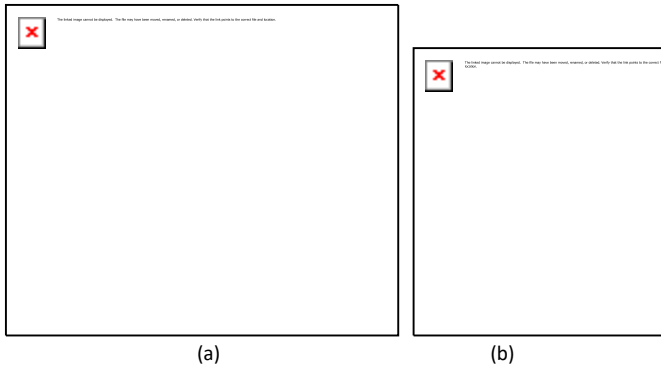 The linked image cannot be displayed. The file may have been moved, renamed, or deleted. Verify that the link points to the correct file and location.
The linked image cannot be displayed. The file may have been moved, renamed, or deleted. Verify that the link points to the correct
location.
(a)
(b)